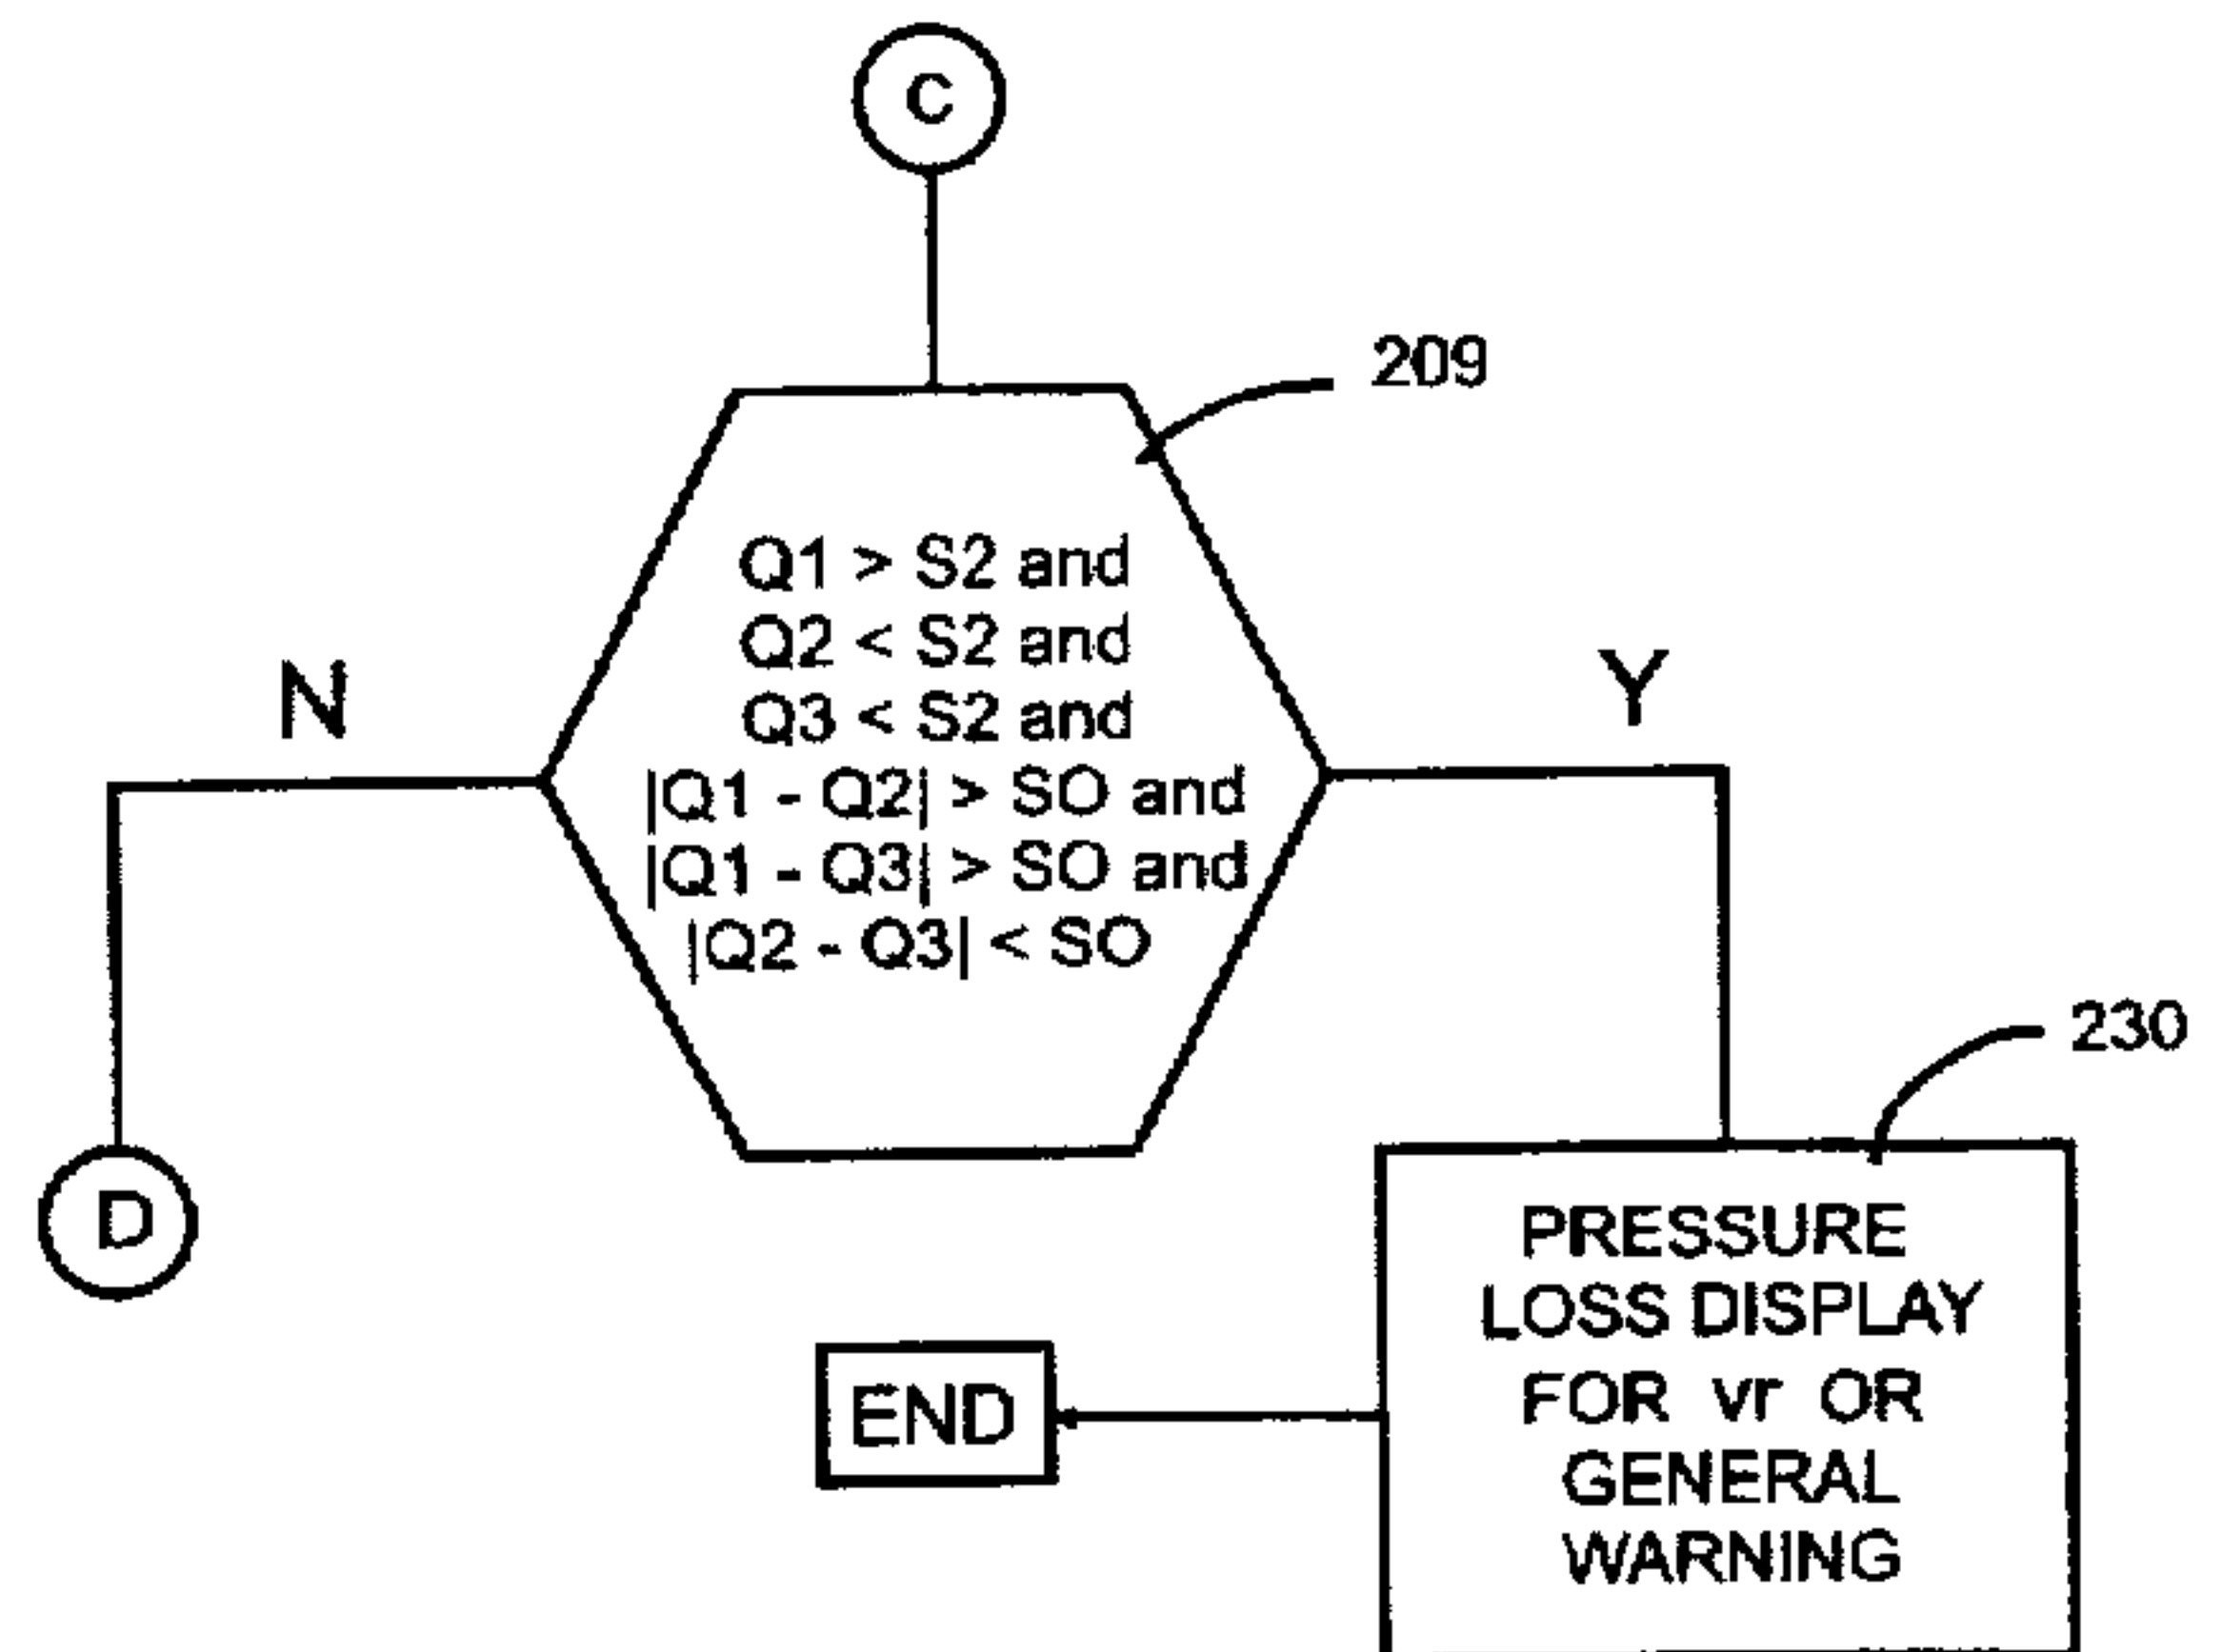 C
209
Q1 > S2 and
Q2 < S2 and
Q3 < S2 and
|Q1 - Q2| > SO and
|Q1 - Q3| > SO and
|Q2 - Q3| < SO
N
Y
D
230
PRESSURE
LOSS DISPLAY
FOR vr OR
GENERAL
WARNING
END